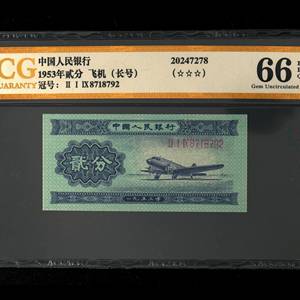 CG
GUARANTY
中国人民银行
1953年贰分 飞机（长号）
冠号： Ⅱ Ⅰ Ⅸ8718792
20247278
(☆☆☆)
66
Gem Uncirculated
中国人民银行
Ⅱ Ⅰ Ⅸ8718792
贰分
一九五三年